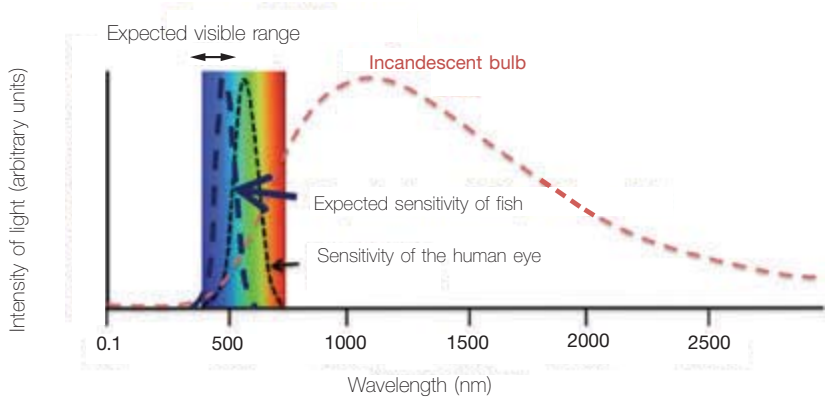 Expected visible range
Incandescent bulb
Intensity of light (arbitrary units)
Expected sensitivity of fish
Sensitivity of the human eye
0.1 500 1000 1500 2000 2500
Wavelength (nm)